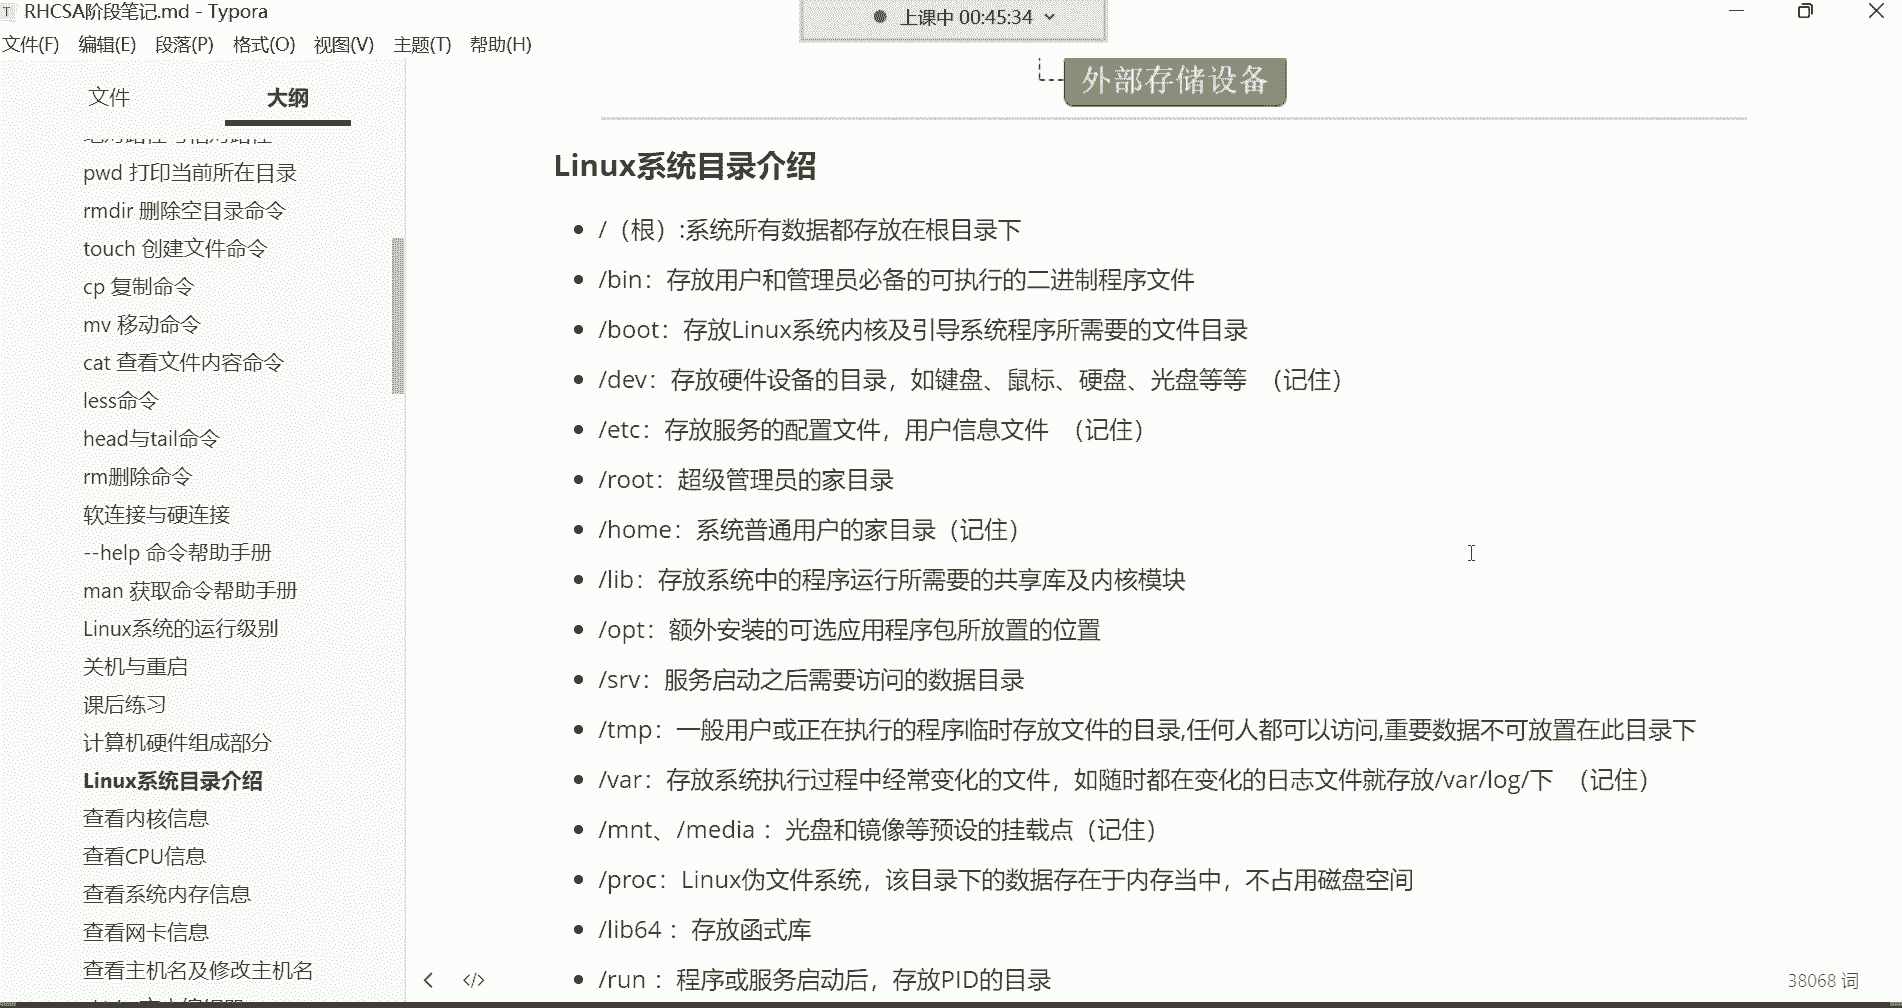 RHCSA阶段笔记.md - Typora
上课中 00:45:34
文件(F) 编辑(E) 段落(P) 格式(O) 视图(V) 主题(T) 帮助(H)
文件 大纲
pwd 打印当前所在目录
rmdir 删除空目录命令
touch 创建文件命令
cp 复制命令
mv 移动命令
cat 查看文件内容命令
less命令
head与tail命令
rm删除命令
软连接与硬连接
--help 命令帮助手册
man 获取命令帮助手册
Linux系统的运行级别
关机与重启
课后练习
计算机硬件组成部分
Linux系统目录介绍
查看内核信息
查看CPU信息
查看系统内存信息
查看网卡信息
查看主机名及修改主机名
外部存储设备
Linux系统目录介绍
/（根）:系统所有数据都存放在根目录下
/bin：存放用户和管理员必备的可执行的二进制程序文件
/boot：存放Linux系统内核及引导系统程序所需要的文件目录
/dev：存放硬件设备的目录，如键盘、鼠标、硬盘、光盘等等 （记住）
/etc：存放服务的配置文件，用户信息文件 （记住）
/root：超级管理员的家目录
/home：系统普通用户的家目录（记住）
/lib：存放系统中的程序运行所需要的共享库及内核模块
/opt：额外安装的可选应用程序包所放置的位置
/srv：服务启动之后需要访问的数据目录
/tmp：一般用户或正在执行的程序临时存放文件的目录,任何人都可以访问,重要数据不可放置在此目录下
/var：存放系统执行过程中经常变化的文件，如随时都在变化的日志文件就存放/var/log/下 （记住）
/mnt、/media ：光盘和镜像等预设的挂载点（记住）
/proc：Linux伪文件系统，该目录下的数据存在于内存当中，不占用磁盘空间
/lib64 ：存放函式库
/run ：程序或服务启动后，存放PID的目录
38068 词